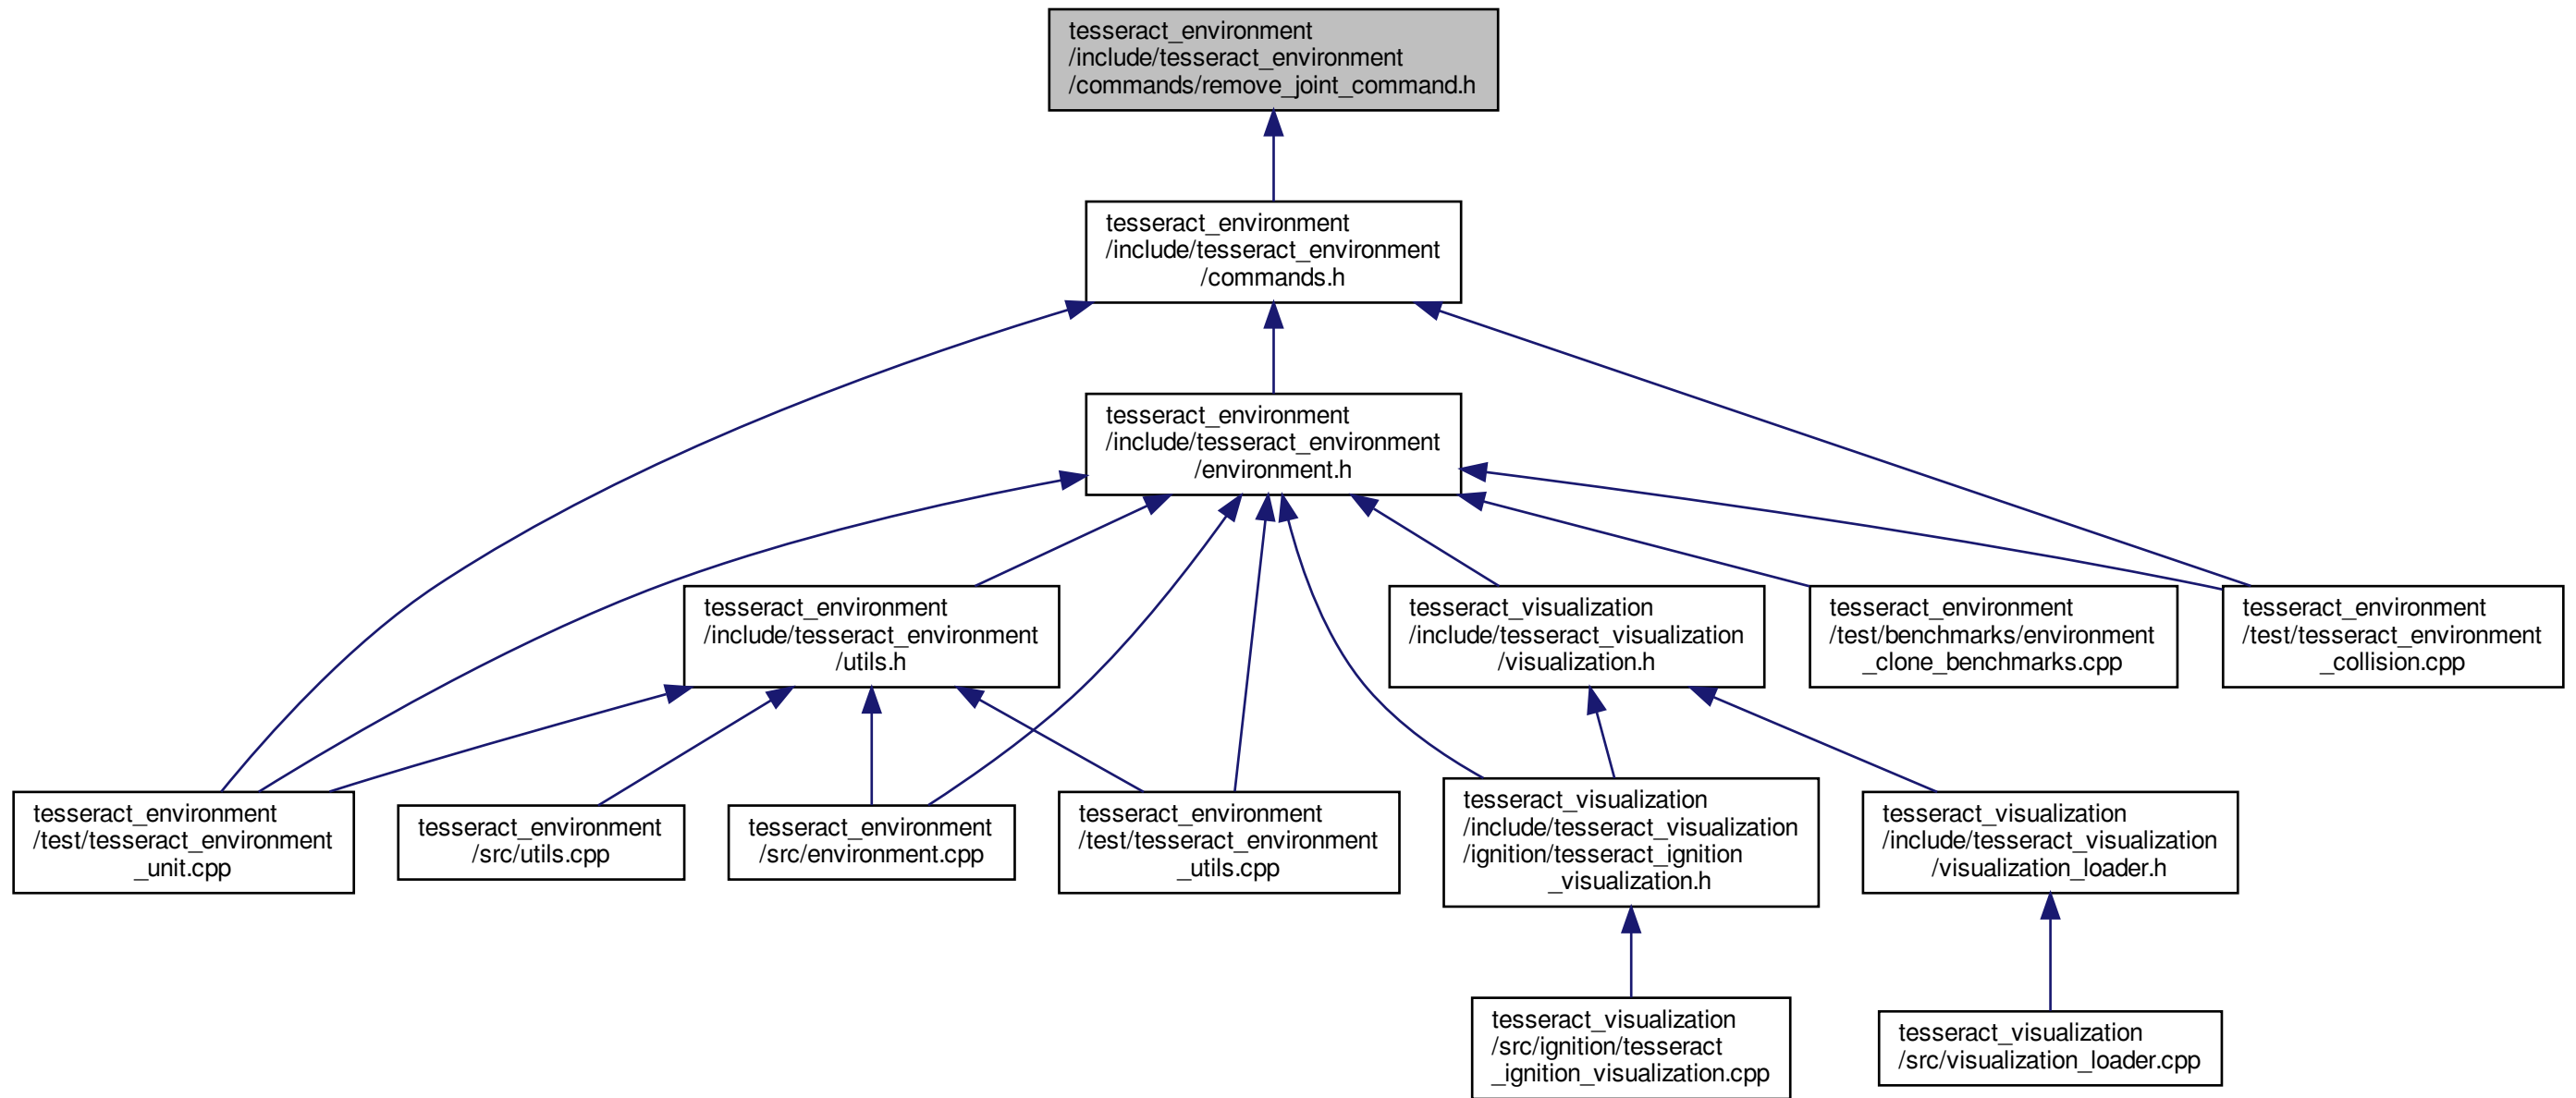 tesseract_environment
/include/tesseract_environment
/commands/remove_joint_command.h
tesseract_environment
/include/tesseract_environment
/commands.h
tesseract_environment
/include/tesseract_environment
/environment.h
tesseract_environment
/include/tesseract_environment
/utils.h
tesseract_visualization
/include/tesseract_visualization
/visualization.h
tesseract_environment
/test/benchmarks/environment
_clone_benchmarks.cpp
tesseract_environment
/test/tesseract_environment
_collision.cpp
tesseract_environment
/test/tesseract_environment
_unit.cpp
tesseract_environment
/src/utils.cpp
tesseract_environment
/src/environment.cpp
tesseract_environment
/test/tesseract_environment
_utils.cpp
tesseract_visualization
/include/tesseract_visualization
/ignition/tesseract_ignition
_visualization.h
tesseract_visualization
/include/tesseract_visualization
/visualization_loader.h
tesseract_visualization
/src/ignition/tesseract
_ignition_visualization.cpp
tesseract_visualization
/src/visualization_loader.cpp